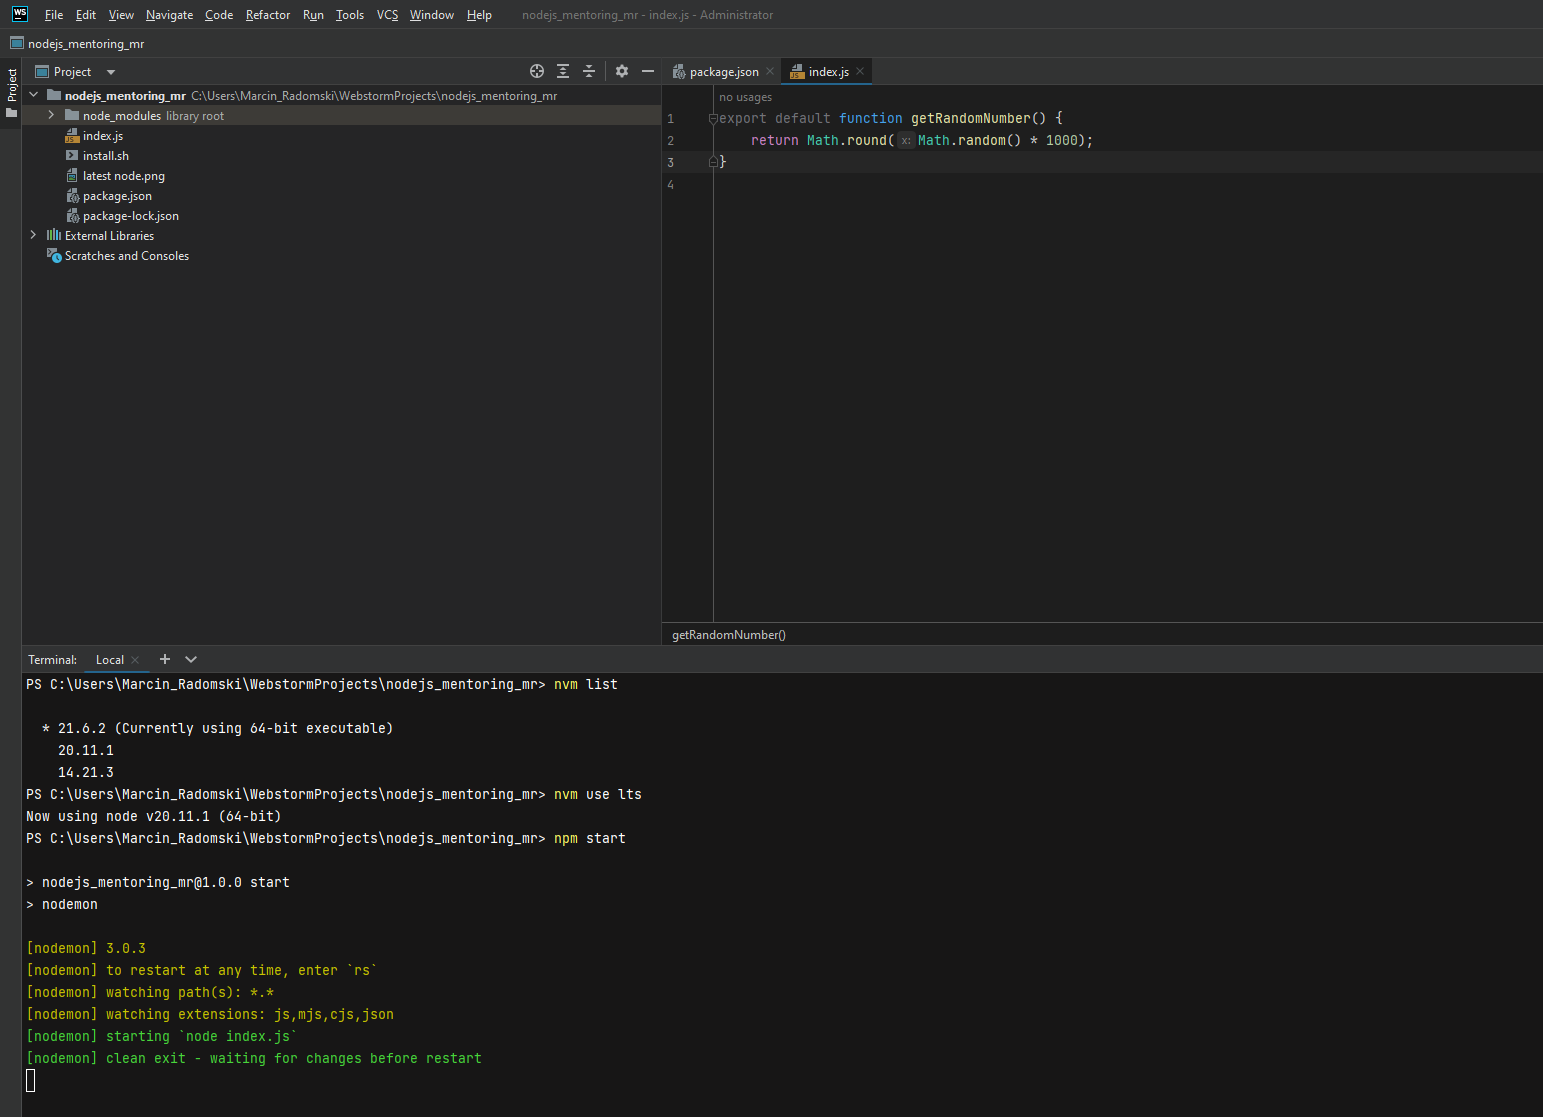 WS File Edit View Navigate Code Refactor Run Tools VCS Window Help nodejs_mentoring_mr - index.js - Administrator
nodejs_mentoring_mr
Project
Project
package.json index.js
nodejs_mentoring_mr C:\Users\Marcin_Radomski\WebstormProjects\nodejs_mentoring_mr
node_modules library root
index.js
install.sh
latest node.png
package.json
package-lock.json
External Libraries
Scratches and Consoles
no usages
1 export default function getRandomNumber() {
2 return Math.round( x: Math.random() * 1000);
3 }
4
getRandomNumber()
Terminal: Local
PS C:\Users\Marcin_Radomski\WebstormProjects\nodejs_mentoring_mr> nvm list
* 21.6.2 (Currently using 64-bit executable)
20.11.1
14.21.3
PS C:\Users\Marcin_Radomski\WebstormProjects\nodejs_mentoring_mr> nvm use lts
Now using node v20.11.1 (64-bit)
PS C:\Users\Marcin_Radomski\WebstormProjects\nodejs_mentoring_mr> npm start
> nodejs_mentoring_mr@1.0.0 start
> nodemon
[nodemon] 3.0.3
[nodemon] to restart at any time, enter `rs`
[nodemon] watching path(s): *.*
[nodemon] watching extensions: js,mjs,cjs,json
[nodemon] starting `node index.js`
[nodemon] clean exit - waiting for changes before restart